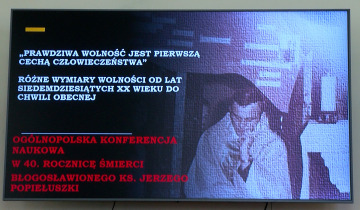 „PRAWDZIWA WOLNOŚĆ JEST PIERWSZĄ
CECHĄ CZŁOWIECZEŃSTWA”
RÓŻNE WYMIARY WOLNOŚCI OD LAT
SIEDEMDZIESIĄTYCH XX WIEKU DO
CHWILI OBECNEJ
OGÓLNOPOLSKA KONFERENCJA
NAUKOWA
W 40. ROCZNICĘ ŚMIERCI
BŁOGOSŁAWIONEGO KS. JERZEGO
POPIEŁUSZKI